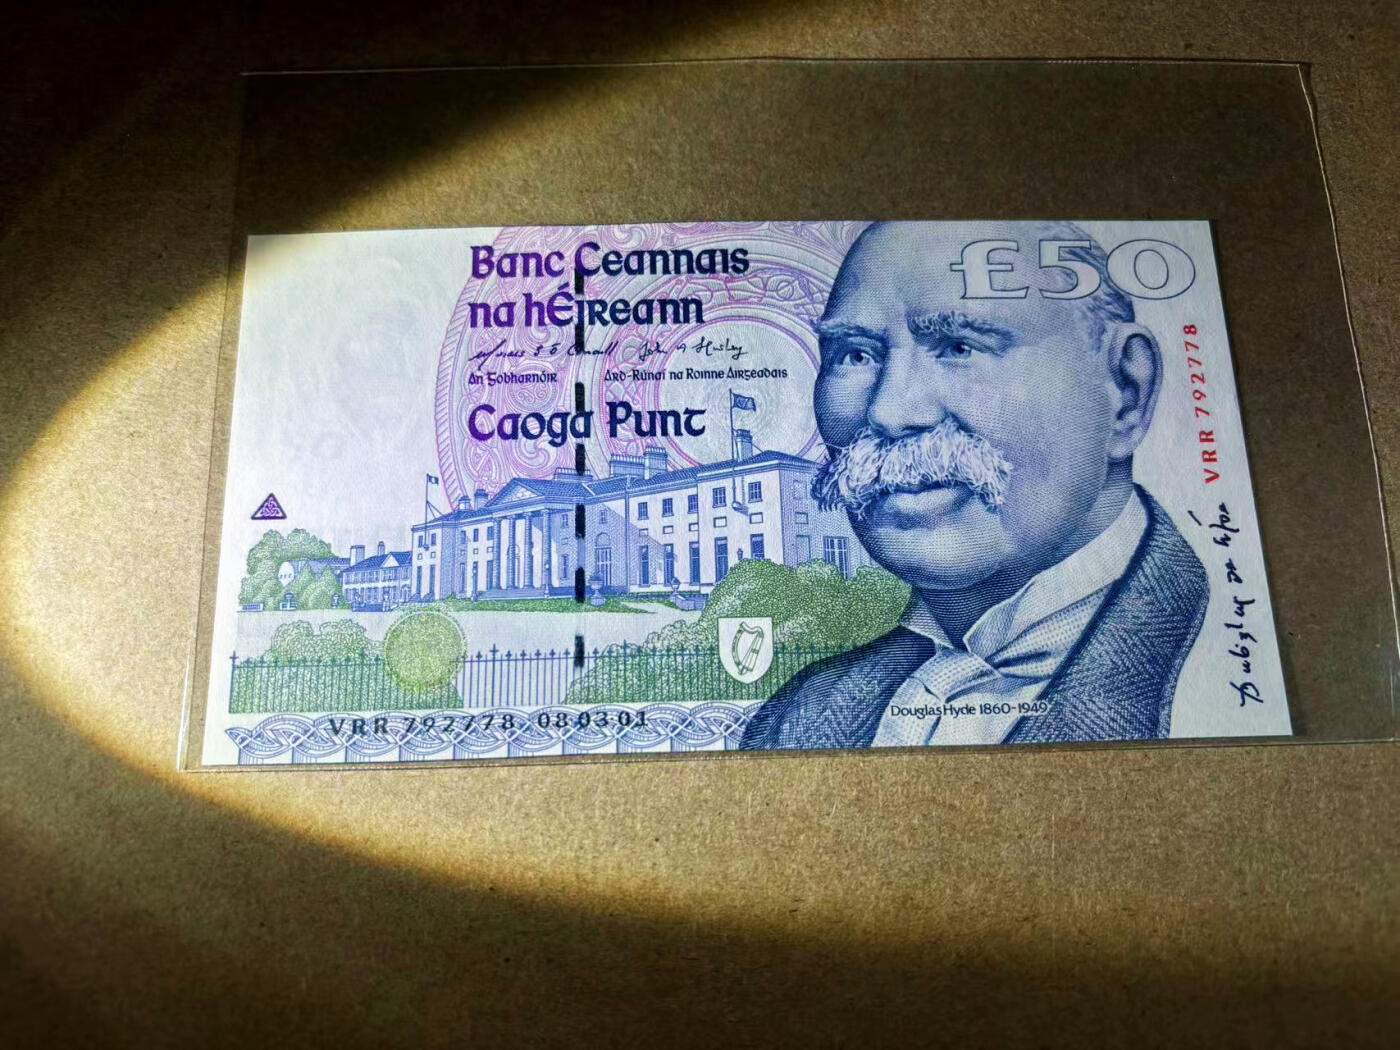 Banc Ceannais
na hÉireann
£50
An Gobharnóir
Árd-Rúnaí na Roinne Airgeadais
Caoga Punt
VRR 792778
Douglas Hyde 1860-1949
VRR 792778 08.03.01